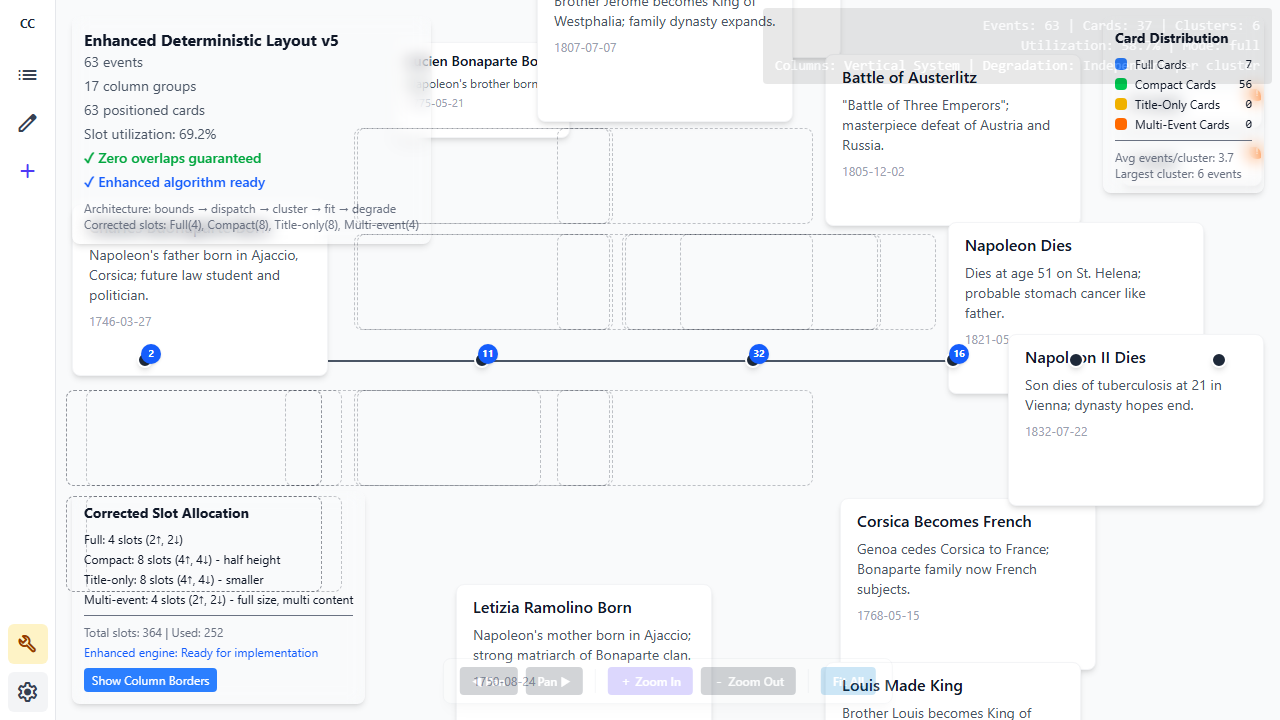 CC
Enhanced Deterministic Layout v5
63 events
17 column groups
63 positioned cards
Slot utilization: 69.2%
✓ Zero overlaps guaranteed
✓ Enhanced algorithm ready
Architecture: bounds → dispatch → cluster → fit → degrade
Corrected slots: Full(4), Compact(8), Title-only(8), Multi-event(4)
Napoleon's father born in Ajaccio,
Corsica; future law student and
politician.
1746-03-27
Lucien Bonaparte Bo
Napoleon's brother born
75-05-21
Brother Jerome becomes King of
Westphalia; family dynasty expands.
1807-07-07
Events: 63 | Cards: 37 | Clusters: 6
Utilization: 58.7% | Mode: full
Columns: Vertical System | Degradation: Independent per cluster
Battle of Austerlitz
"Battle of Three Emperors";
masterpiece defeat of Austria and
Russia.
1805-12-02
Card Distribution
Full Cards 7
Compact Cards 56
Title-Only Cards 0
Multi-Event Cards 0
Avg events/cluster: 3.7
Largest cluster: 6 events
Napoleon Dies
Dies at age 51 on St. Helena;
probable stomach cancer like
father.
1821-05
2
11
32
16
Napoleon II Dies
Son dies of tuberculosis at 21 in
Vienna; dynasty hopes end.
1832-07-22
Corrected Slot Allocation
Full: 4 slots (2↑, 2↓)
Compact: 8 slots (4↑, 4↓) - half height
Title-only: 8 slots (4↑, 4↓) - smaller
Multi-event: 4 slots (2↑, 2↓) - full size, multi content
Total slots: 364 | Used: 252
Enhanced engine: Ready for implementation
Show Column Borders
Letizia Ramolino Born
Napoleon's mother born in Ajaccio;
strong matriarch of Bonaparte clan.
1750-08-24
Pan ▶
+ Zoom In
- Zoom Out
Corsica Becomes French
Genoa cedes Corsica to France;
Bonaparte family now French
subjects.
1768-05-15
Louis Made King
Brother Louis becomes King of